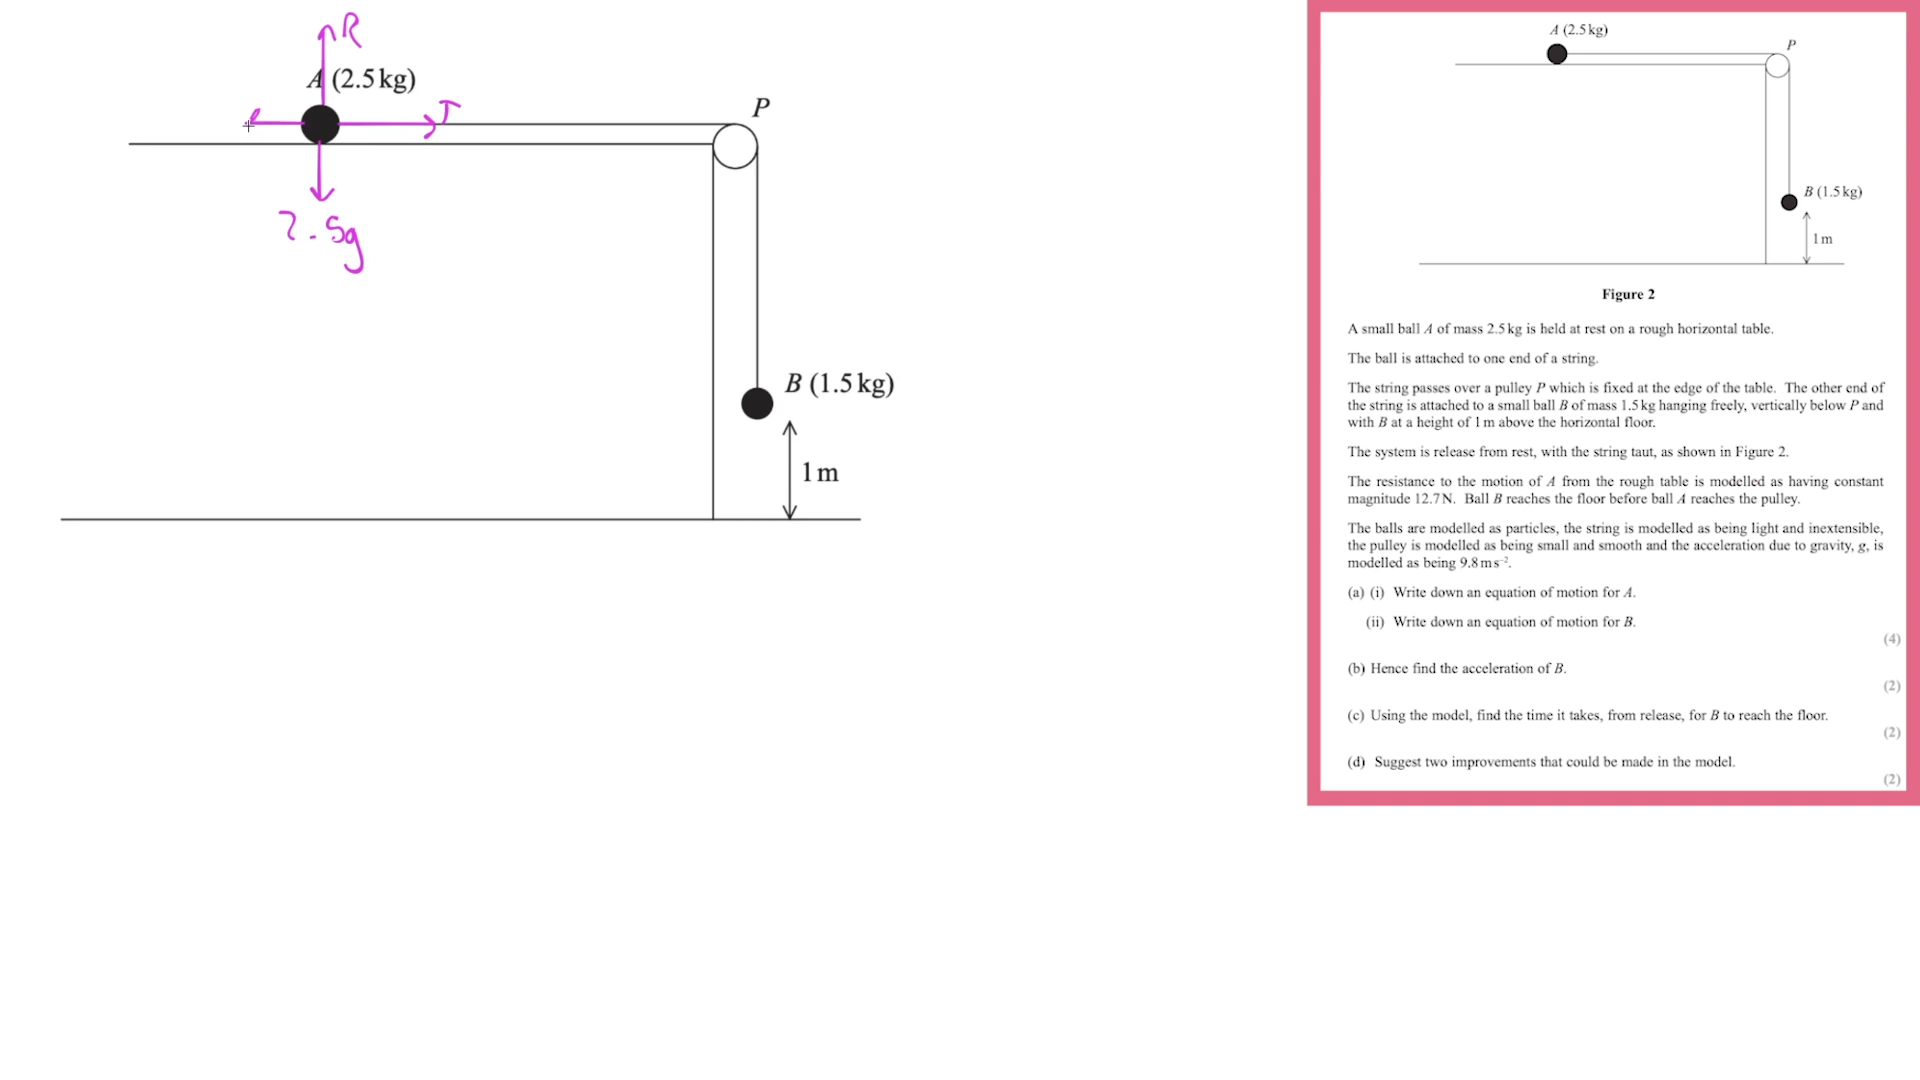 R
A (2.5 kg)
T
P
2.5g
B (1.5 kg)
1 m
A (2.5 kg)
P
B (1.5 kg)
1 m
Figure 2
A small ball A of mass 2.5 kg is held at rest on a rough horizontal table.
The ball is attached to one end of a string.
The string passes over a pulley P which is fixed at the edge of the table. The other end of
the string is attached to a small ball B of mass 1.5 kg hanging freely, vertically below P and
with B at a height of 1 m above the horizontal floor.
The system is release from rest, with the string taut, as shown in Figure 2.
The resistance to the motion of A from the rough table is modelled as having constant
magnitude 12.7 N. Ball B reaches the floor before ball A reaches the pulley.
The balls are modelled as particles, the string is modelled as being light and inextensible,
the pulley is modelled as being small and smooth and the acceleration due to gravity, g, is
modelled as being 9.8 m s⁻².
(a) (i) Write down an equation of motion for A.
(ii) Write down an equation of motion for B.
(4)
(b) Hence find the acceleration of B.
(2)
(c) Using the model, find the time it takes, from release, for B to reach the floor.
(2)
(d) Suggest two improvements that could be made in the model.
(2)